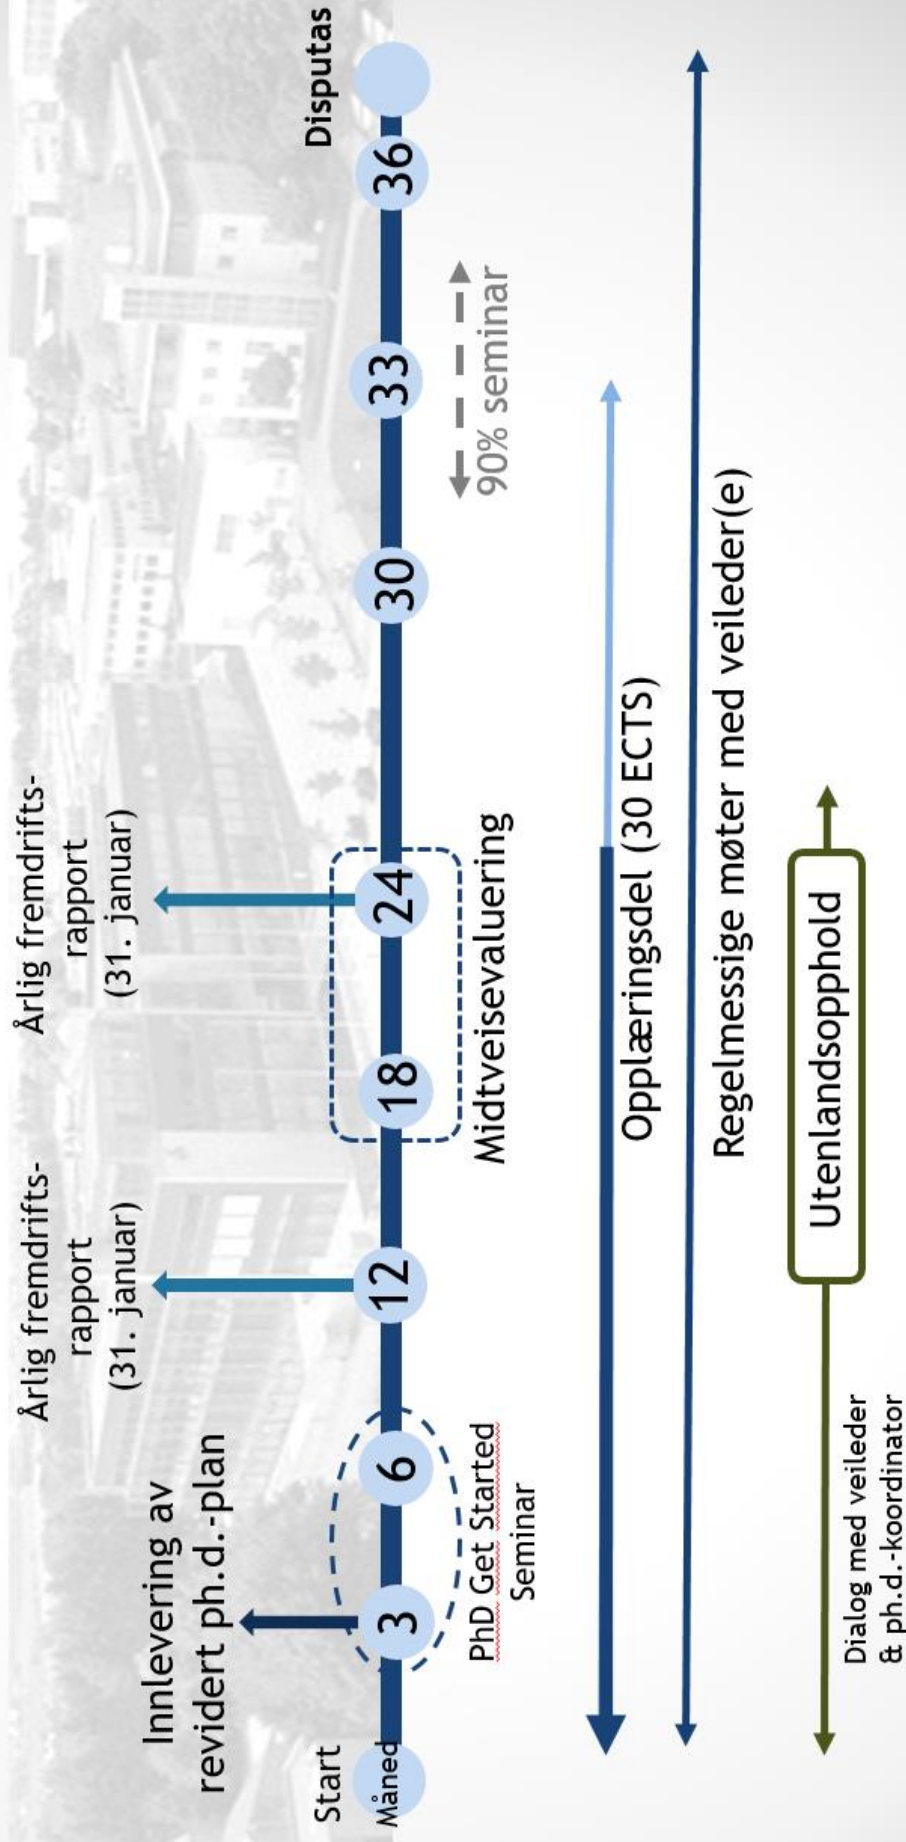 Årlig fremdrifts-
rapport
(31. januar)
Årlig fremdrifts-
rapport
(31. januar)
Innlevering av
revidert ph.d.-plan
Start
Disputas
Måned
3
6
12
18
24
30
33
36
PhD Get Started
Seminar
Midtveisevaluering
90% seminar
Opplæringsdel (30 ECTS)
Regelmessige møter med veileder(e)
Utenlandsopphold
Dialog med veileder
& ph.d.-koordinator